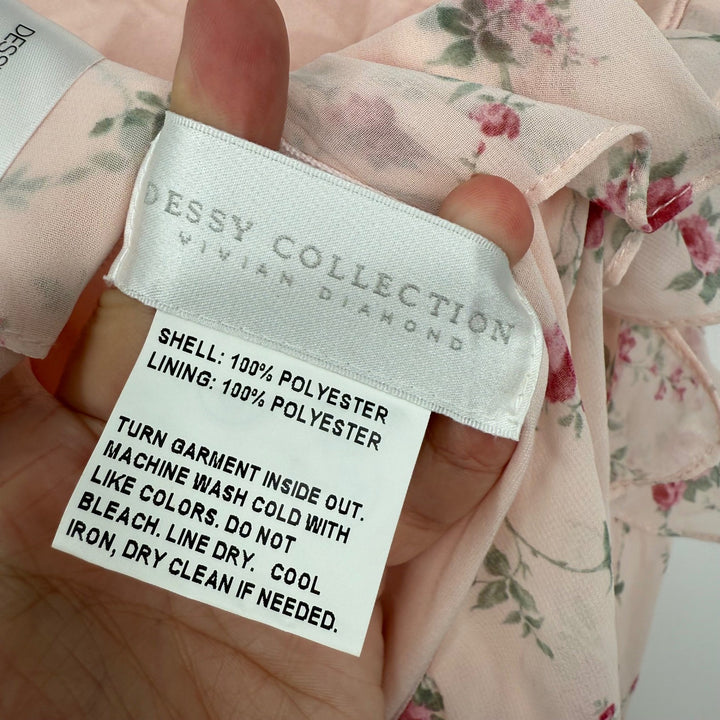 DESSY COLLECTION
VIVIAN DIAMOND
SHELL: 100% POLYESTER
LINING: 100% POLYESTER
TURN GARMENT INSIDE OUT.
MACHINE WASH COLD WITH
LIKE COLORS. DO NOT
BLEACH. LINE DRY. COOL
IRON, DRY CLEAN IF NEEDED.